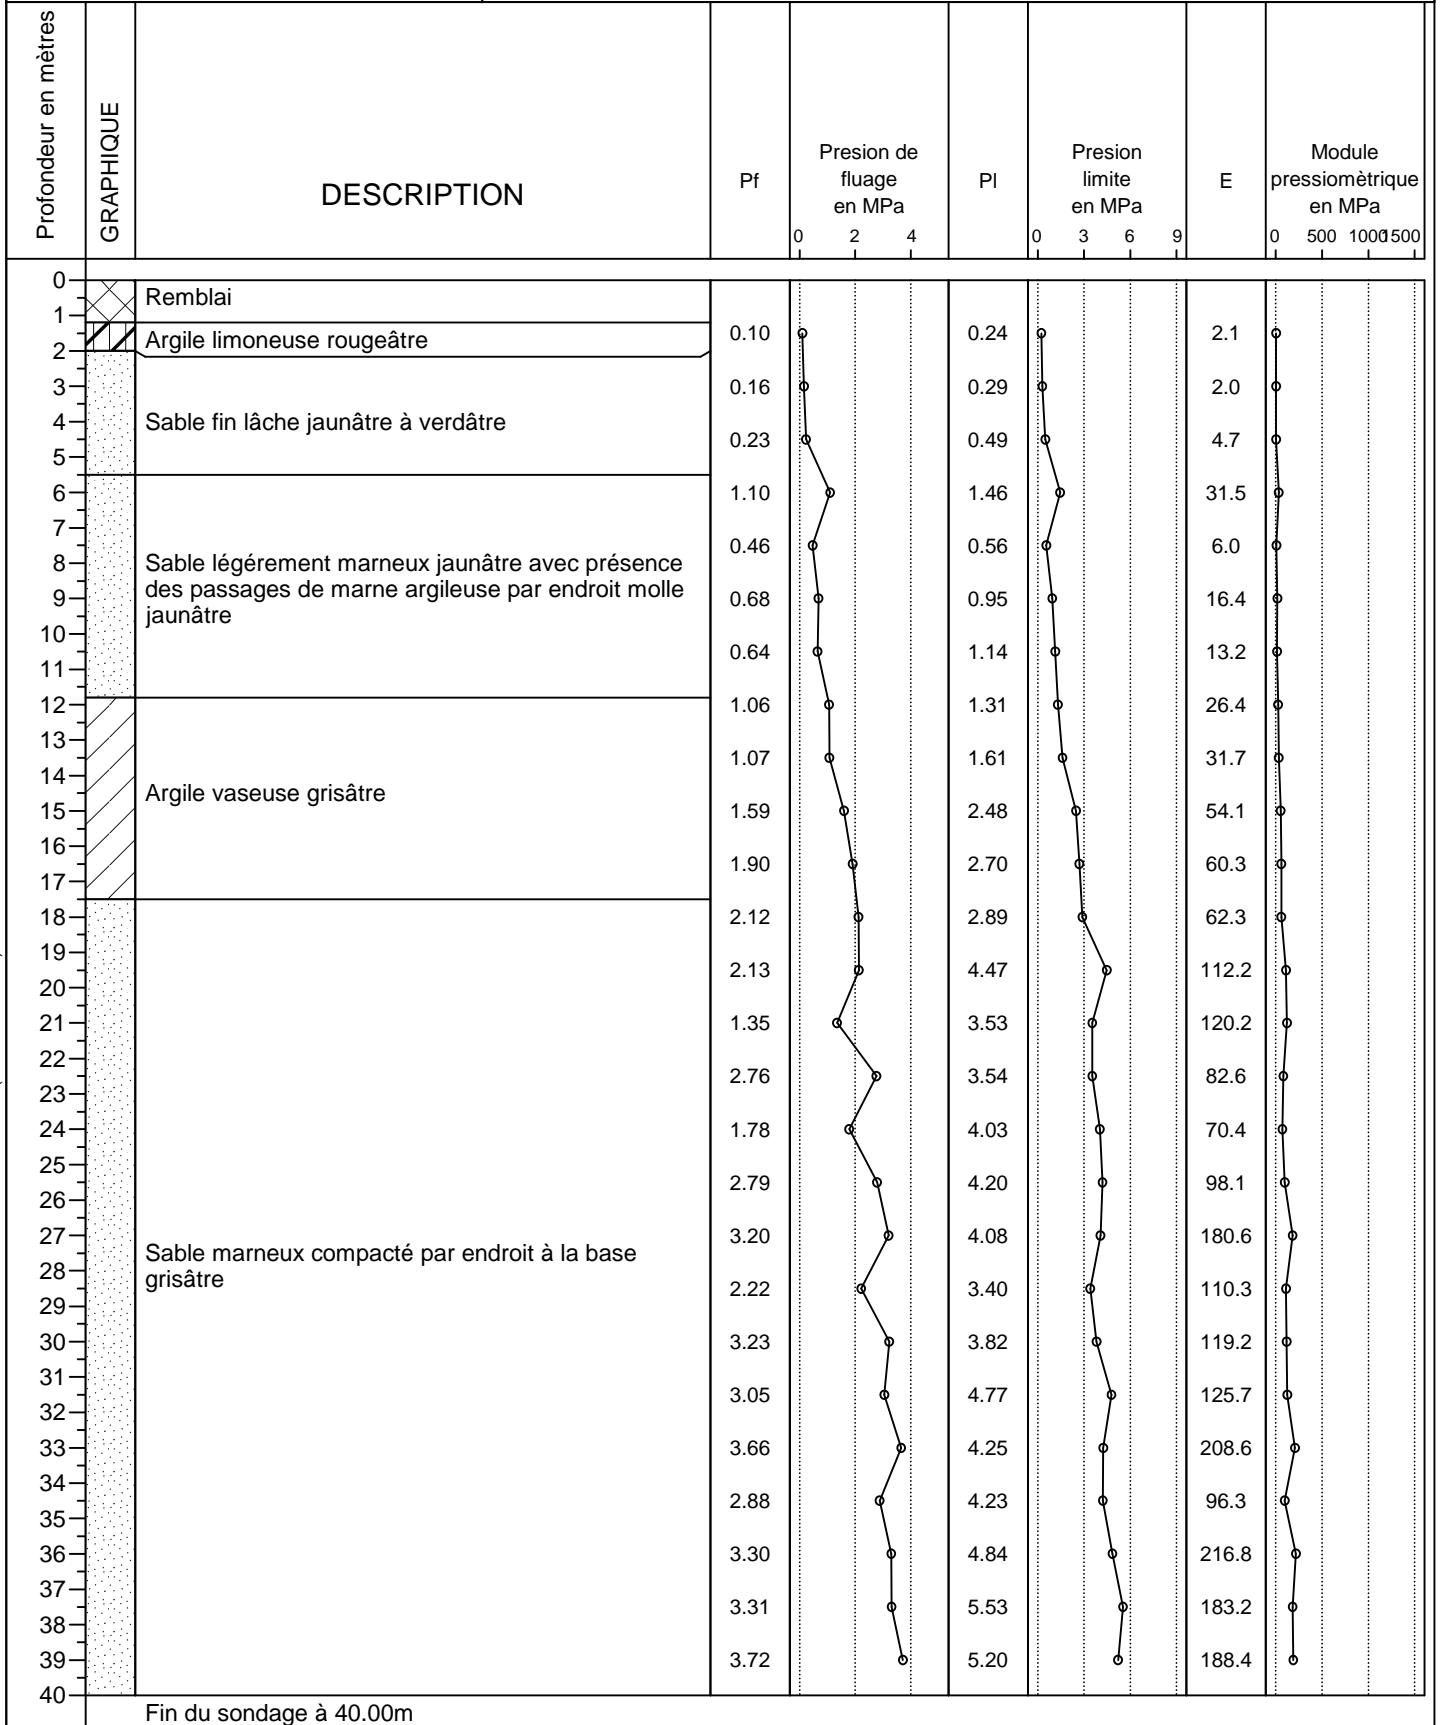 Profondeur en mètres
GRAPHIQUE
DESCRIPTION
Pf
Presion de
fluage
en MPa
0 2 4
Pl
Presion
limite
en MPa
0 3 6 9
E
Module
pressiomètrique
en MPa
0 500 1000 1500
0
Remblai
1
Argile limoneuse rougeâtre
0.10 0.24 2.1
2
3 0.16 0.29 2.0
4
Sable fin lâche jaunâtre à verdâtre
0.23 0.49 4.7
5
6 1.10 1.46 31.5
7
0.46 0.56 6.0
8
Sable légérement marneux jaunâtre avec présence
des passages de marne argileuse par endroit molle
jaunâtre
9 0.68 0.95 16.4
10
0.64 1.14 13.2
11
12 1.06 1.31 26.4
13
1.07 1.61 31.7
14
Argile vaseuse grisâtre
15 1.59 2.48 54.1
16
1.90 2.70 60.3
17
18 2.12 2.89 62.3
19
2.13 4.47 112.2
20
21 1.35 3.53 120.2
22
2.76 3.54 82.6
23
24 1.78 4.03 70.4
25
2.79 4.20 98.1
26
27 3.20 4.08 180.6
Sable marneux compacté par endroit à la base
grisâtre
28
2.22 3.40 110.3
29
30 3.23 3.82 119.2
31
3.05 4.77 125.7
32
33 3.66 4.25 208.6
34
2.88 4.23 96.3
35
36 3.30 4.84 216.8
37
3.31 5.53 183.2
38
39 3.72 5.20 188.4
40
Fin du sondage à 40.00m